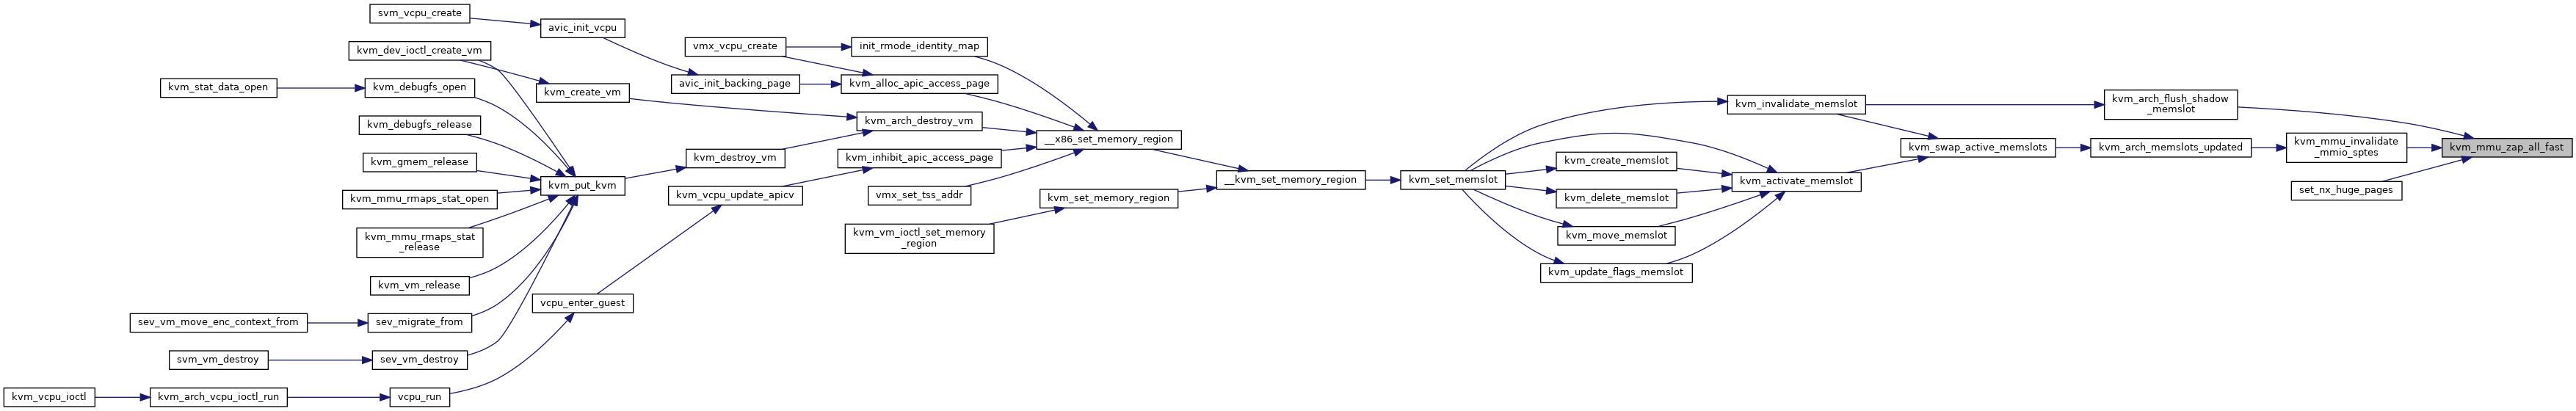 svm_vcpu_create
avic_init_vcpu
kvm_dev_ioctl_create_vm
vmx_vcpu_create
init_rmode_identity_map
kvm_stat_data_open
kvm_debugfs_open
kvm_create_vm
avic_init_backing_page
kvm_alloc_apic_access_page
kvm_debugfs_release
kvm_arch_destroy_vm
__x86_set_memory_region
kvm_gmem_release
kvm_destroy_vm
kvm_inhibit_apic_access_page
kvm_put_kvm
kvm_mmu_rmaps_stat_open
kvm_vcpu_update_apicv
vmx_set_tss_addr
kvm_set_memory_region
__kvm_set_memory_region
kvm_mmu_rmaps_stat
_release
kvm_vm_ioctl_set_memory
_region
kvm_vm_release
vcpu_enter_guest
sev_vm_move_enc_context_from
sev_migrate_from
svm_vm_destroy
sev_vm_destroy
kvm_vcpu_ioctl
kvm_arch_vcpu_ioctl_run
vcpu_run
kvm_set_memslot
kvm_create_memslot
kvm_delete_memslot
kvm_move_memslot
kvm_update_flags_memslot
kvm_invalidate_memslot
kvm_activate_memslot
kvm_swap_active_memslots
kvm_arch_flush_shadow
_memslot
kvm_arch_memslots_updated
kvm_mmu_invalidate
_mmio_sptes
set_nx_huge_pages
kvm_mmu_zap_all_fast